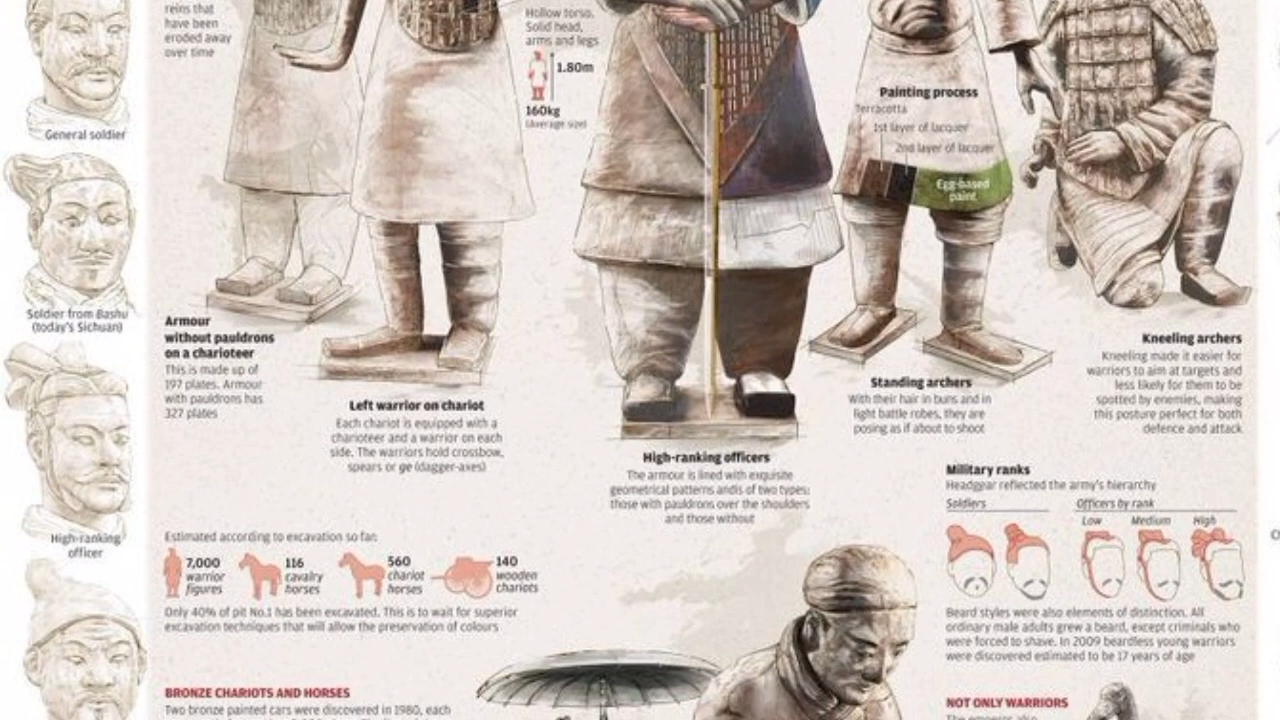 reins that
have been
eroded away
over time
Hollow torso.
Solid head,
arms and legs
1.80m
160kg
(Average size)
General soldier
Soldier from Bashu
(today's Sichuan)
High-ranking
officer
Painting process
Terracotta
1st layer of lacquer
2nd layer of lacquer
Egg-based
paint
Armour
without pauldrons
on a charioteer
This is made up of
197 plates. Armour
with pauldrons has
327 plates
Left warrior on chariot
Each chariot is equipped with a
charioteer and a warrior on each
side. The warriors hold crossbow,
spears or ge (dagger-axes)
High-ranking officers
The armour is lined with exquisite
geometrical patterns andis of two types:
those with pauldrons over the shoulders
and those without
Standing archers
With their hair in buns and in
light battle robes, they are
posing as if about to shoot
Kneeling archers
Kneeling made it easier for
warriors to aim at targets and
less likely for them to be
spotted by enemies, making
this posture perfect for both
defence and attack
Military ranks
Headgear reflected the army's hierarchy
Soldiers
Officers by rank
Low Medium High
Beard styles were also elements of distinction. All
ordinary male adults grew a beard, except criminals who
were forced to shave. In 2009 beardless young warriors
were discovered estimated to be 17 years of age
Estimated according to excavation so far:
7,000
warrior
figures
116
cavalry
horses
560
chariot
horses
140
wooden
chariots
Only 40% of pit No.1 has been excavated. This is to wait for superior
excavation techniques that will allow the preservation of colours
BRONZE CHARIOTS AND HORSES
Two bronze painted cars were discovered in 1980, each
NOT ONLY WARRIORS
The emperor also